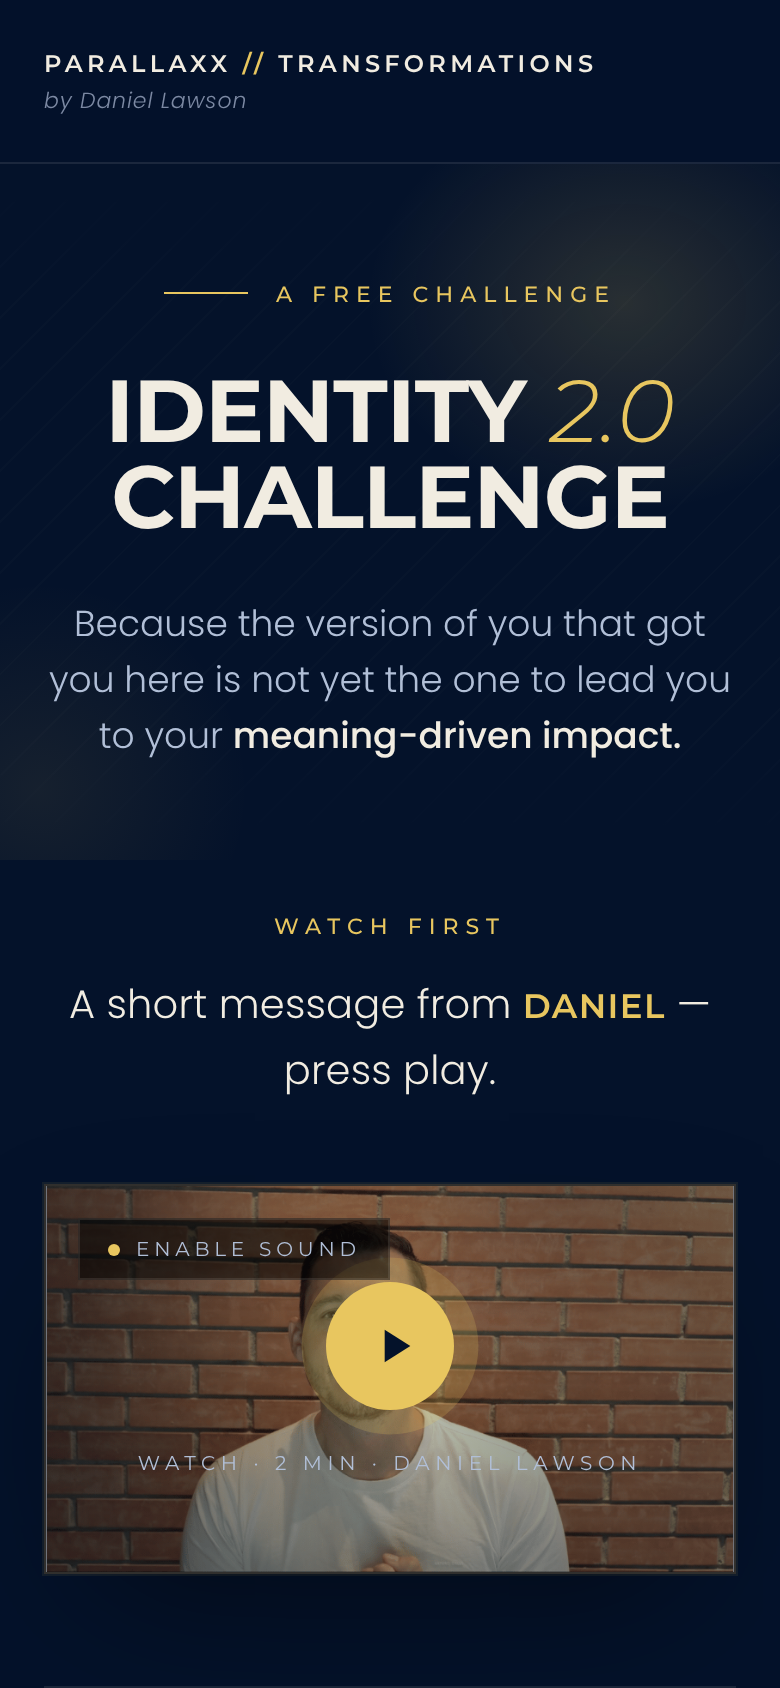 PARALLAXX // TRANSFORMATIONS
by Daniel Lawson
A FREE CHALLENGE
IDENTITY 2.0
CHALLENGE
Because the version of you that got
you here is not yet the one to lead you
to your meaning-driven impact.
WATCH FIRST
A short message from DANIEL —
press play.
ENABLE SOUND
WATCH · 2 MIN · DANIEL LAWSON